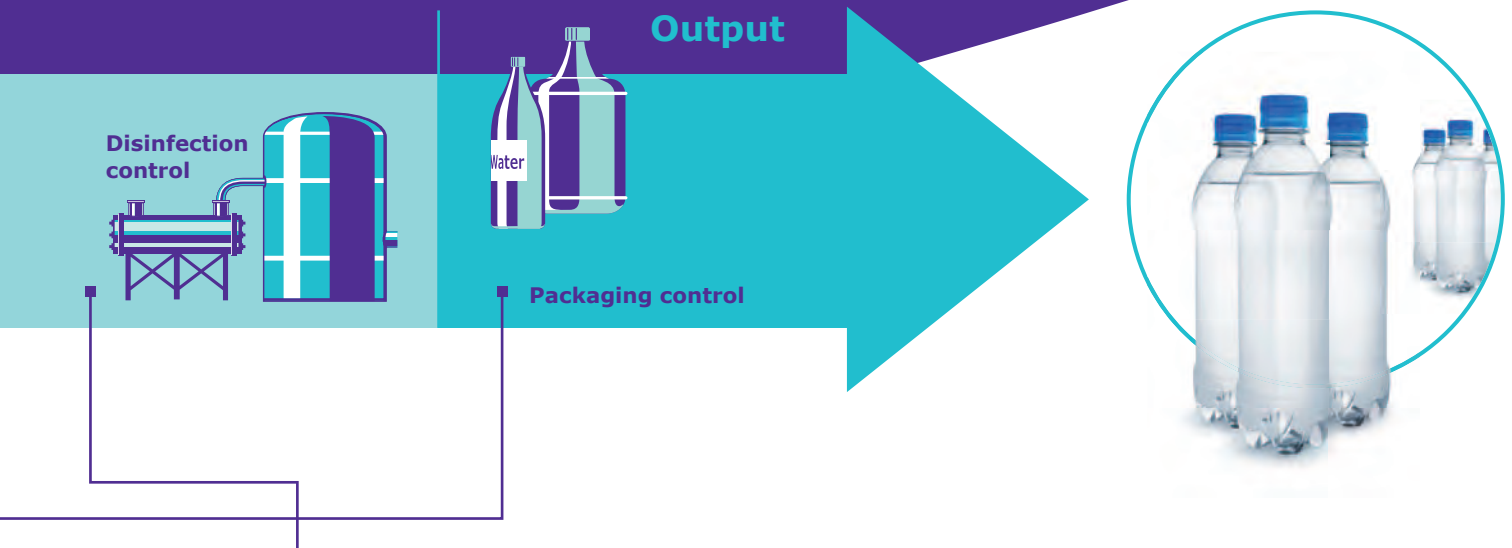 Output
Disinfection
control
Water
Packaging control